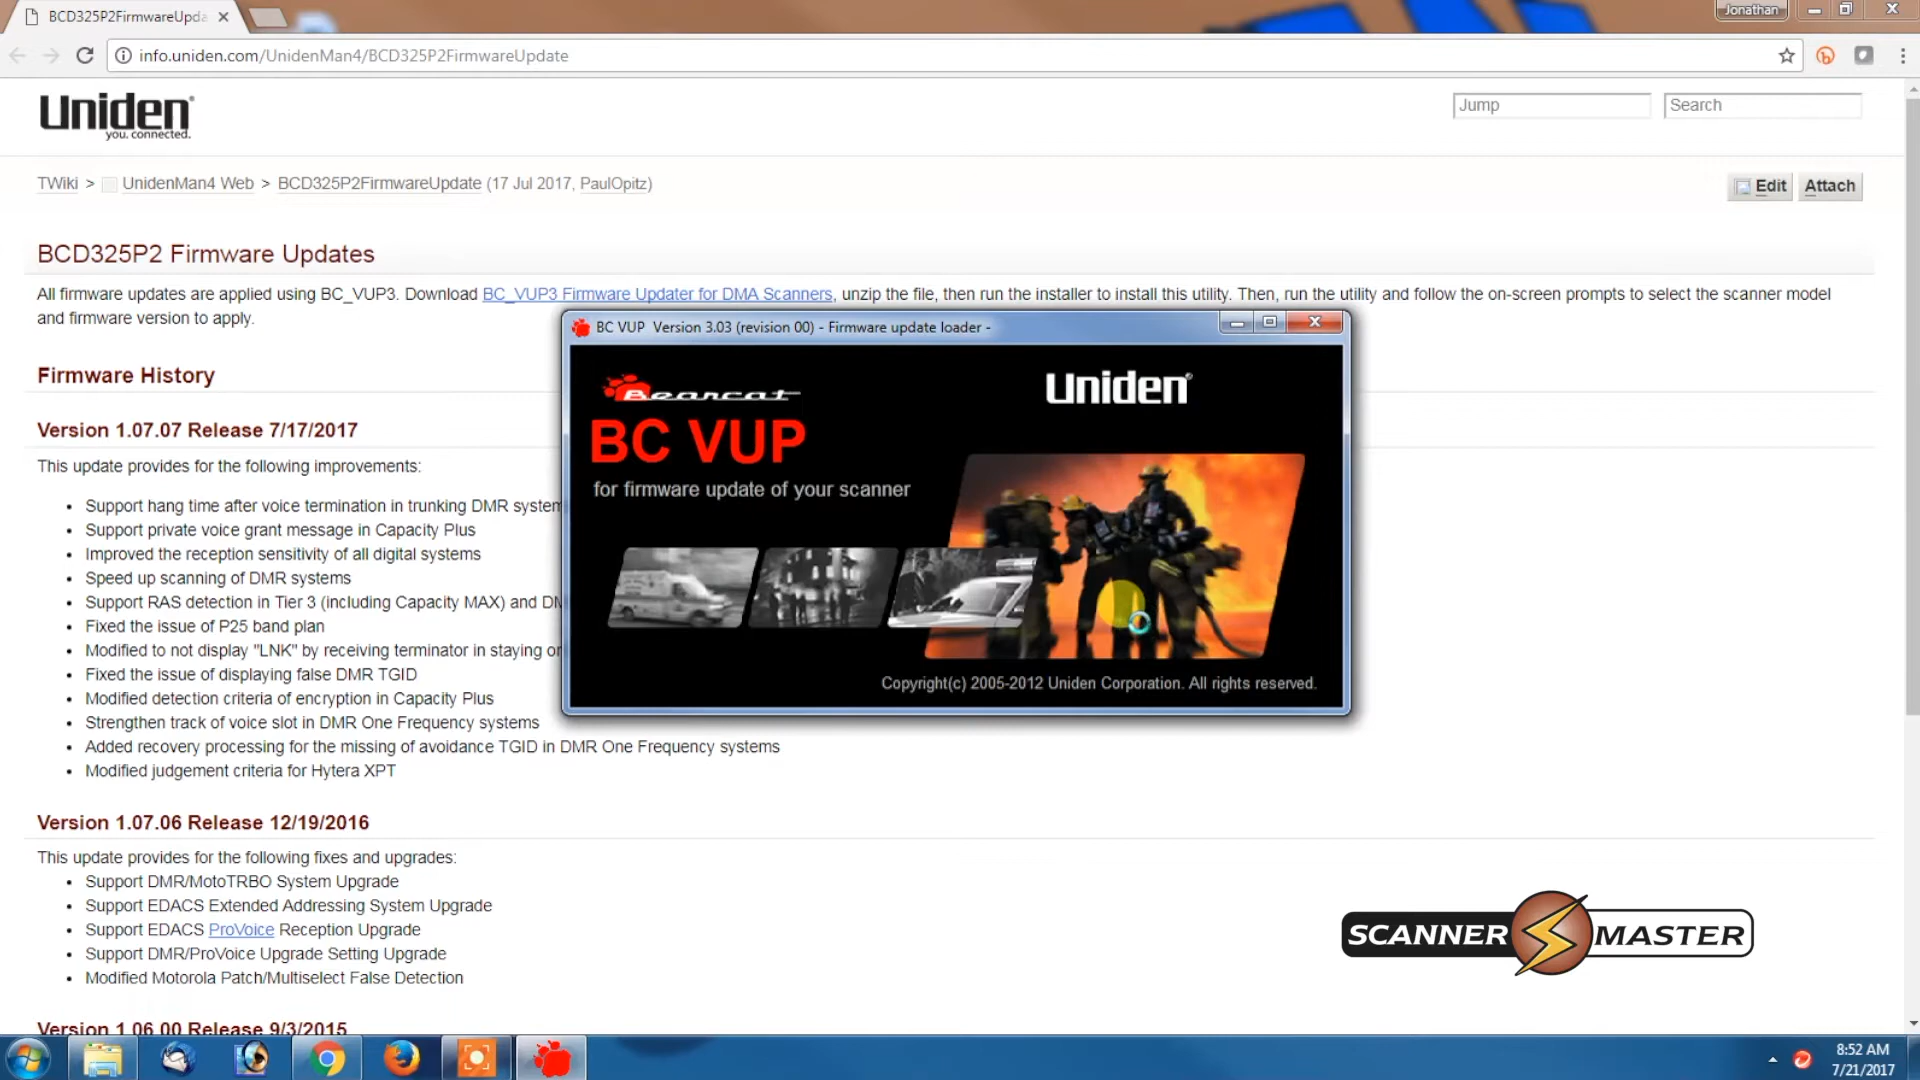 BCD325P2FirmwareUpda
Jonathan
info.uniden.com/UnidenMan4/BCD325P2FirmwareUpdate
Uniden®
you. connected.
Jump
Search
TWiki > UnidenMan4 Web > BCD325P2FirmwareUpdate (17 Jul 2017, PaulOpitz)
Edit
Attach
BCD325P2 Firmware Updates
All firmware updates are applied using BC_VUP3. Download BC_VUP3 Firmware Updater for DMA Scanners, unzip the file, then run the installer to install this utility. Then, run the utility and follow the on-screen prompts to select the scanner model
and firmware version to apply.
BC VUP Version 3.03 (revision 00) - Firmware update loader -
Bearcat
Uniden®
BC VUP
for firmware update of your scanner
Copyright(c) 2005-2012 Uniden Corporation. All rights reserved.
Firmware History
Version 1.07.07 Release 7/17/2017
This update provides for the following improvements:
• Support hang time after voice termination in trunking DMR system
• Support private voice grant message in Capacity Plus
• Improved the reception sensitivity of all digital systems
• Speed up scanning of DMR systems
• Support RAS detection in Tier 3 (including Capacity MAX) and DM
• Fixed the issue of P25 band plan
• Modified to not display "LNK" by receiving terminator in staying or
• Fixed the issue of displaying false DMR TGID
• Modified detection criteria of encryption in Capacity Plus
• Strengthen track of voice slot in DMR One Frequency systems
• Added recovery processing for the missing of avoidance TGID in DMR One Frequency systems
• Modified judgement criteria for Hytera XPT
Version 1.07.06 Release 12/19/2016
This update provides for the following fixes and upgrades:
• Support DMR/MotoTRBO System Upgrade
• Support EDACS Extended Addressing System Upgrade
• Support EDACS ProVoice Reception Upgrade
• Support DMR/ProVoice Upgrade Setting Upgrade
• Modified Motorola Patch/Multiselect False Detection
SCANNER MASTER
Version 1.06.00 Release 9/3/2015
8:52 AM
7/21/2017